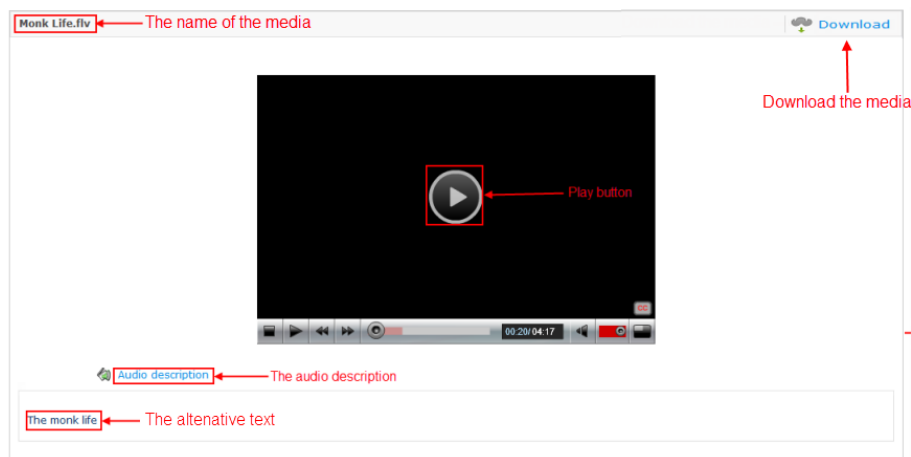 Monk Life.flv The name of the media Download
Download the media
Play button
CC
00:20/04:17
Audio description The audio description
The monk life The altenative text